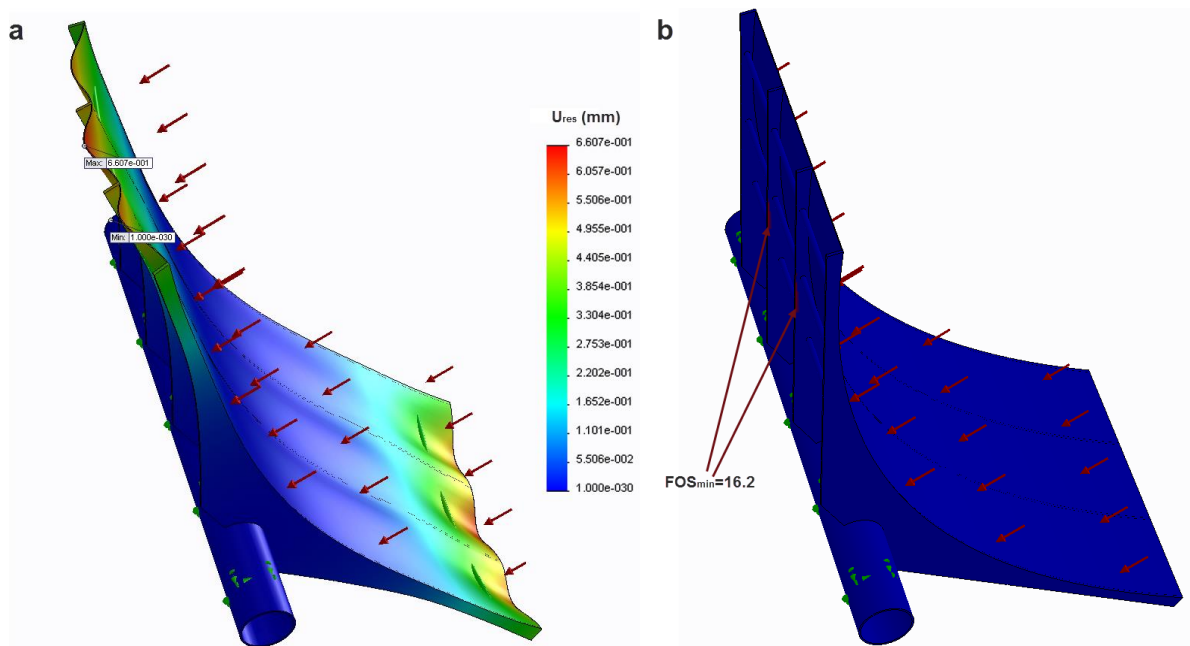 a
b
Ures (mm)
6.607e-001
6.057e-001
5.506e-001
4.955e-001
4.405e-001
3.854e-001
3.304e-001
2.753e-001
2.202e-001
1.652e-001
1.101e-001
5.506e-002
1.000e-030
Max: 6.607e-001
Min: 1.000e-030
FOSmin=16.2